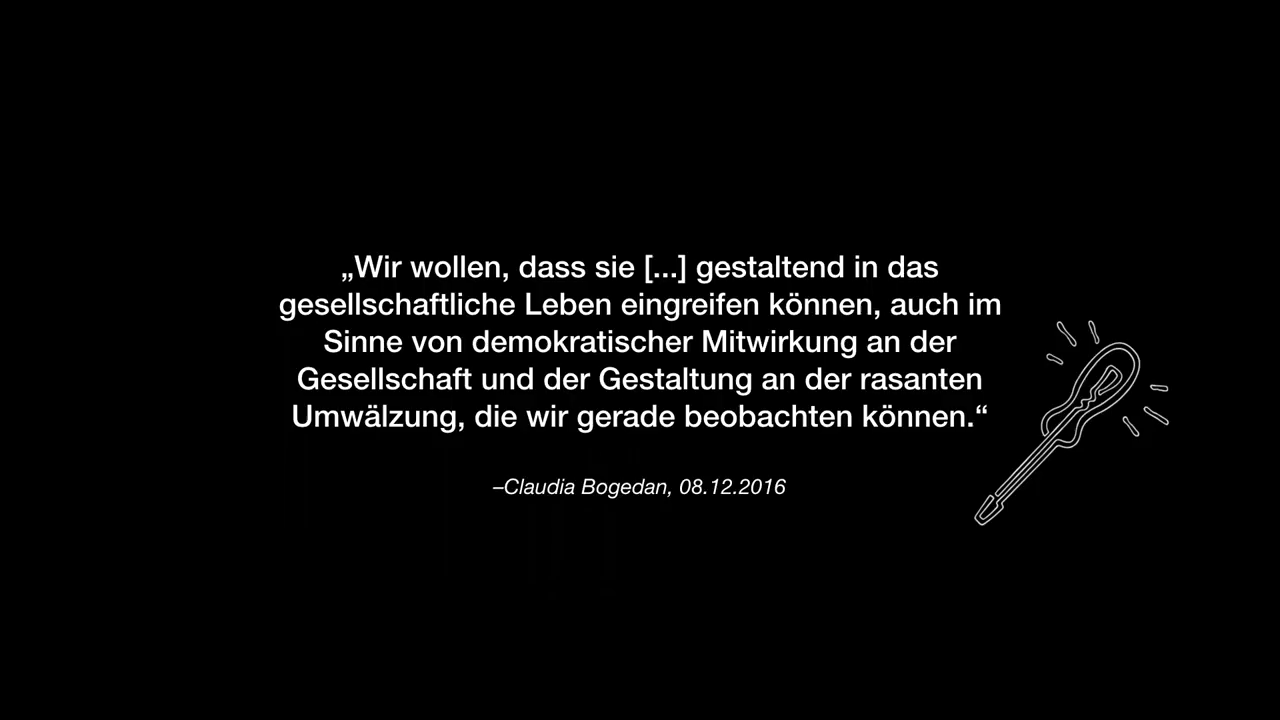 „Wir wollen, dass sie [...] gestaltend in das
gesellschaftliche Leben eingreifen können, auch im
Sinne von demokratischer Mitwirkung an der
Gesellschaft und der Gestaltung an der rasanten
Umwälzung, die wir gerade beobachten können.“
–Claudia Bogedan, 08.12.2016